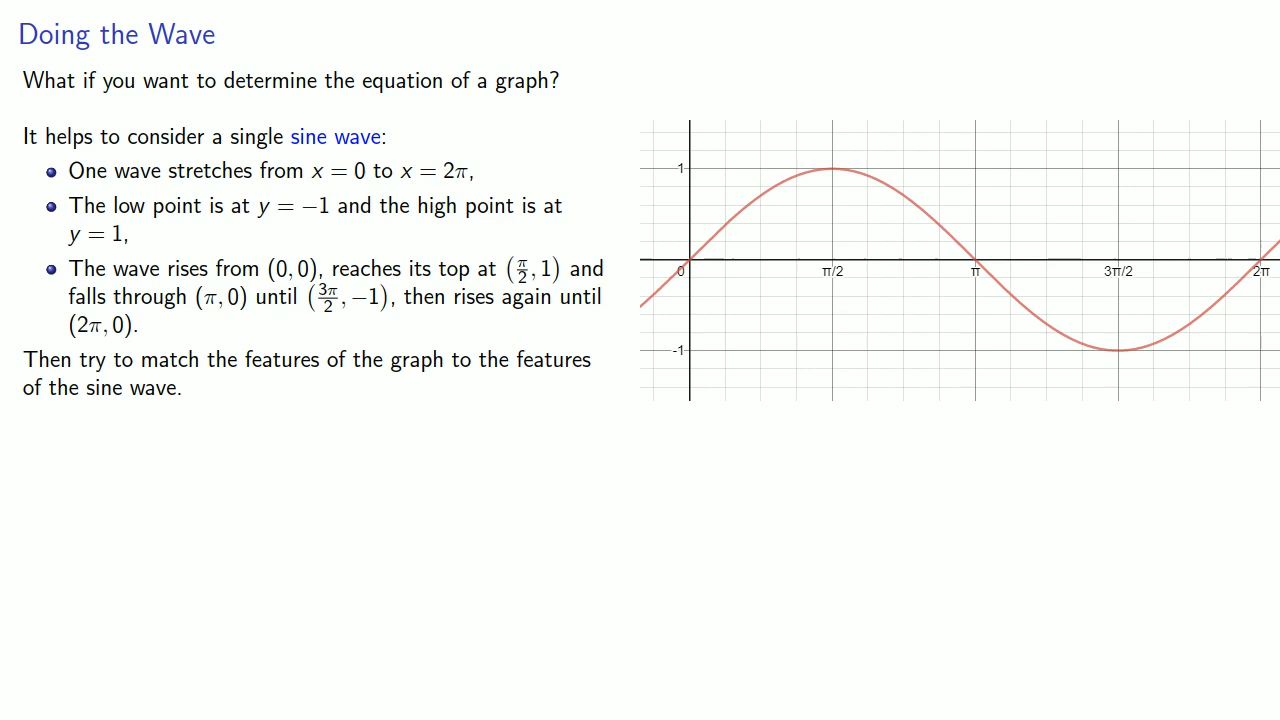 Doing the Wave
What if you want to determine the equation of a graph?
It helps to consider a single sine wave:
One wave stretches from x = 0 to x = 2π,
The low point is at y = −1 and the high point is at
y = 1,
The wave rises from (0, 0), reaches its top at (π/2, 1) and
falls through (π, 0) until (3π/2, −1), then rises again until
(2π, 0).
Then try to match the features of the graph to the features
of the sine wave.
1
0
π/2
π
3π/2
2π
-1